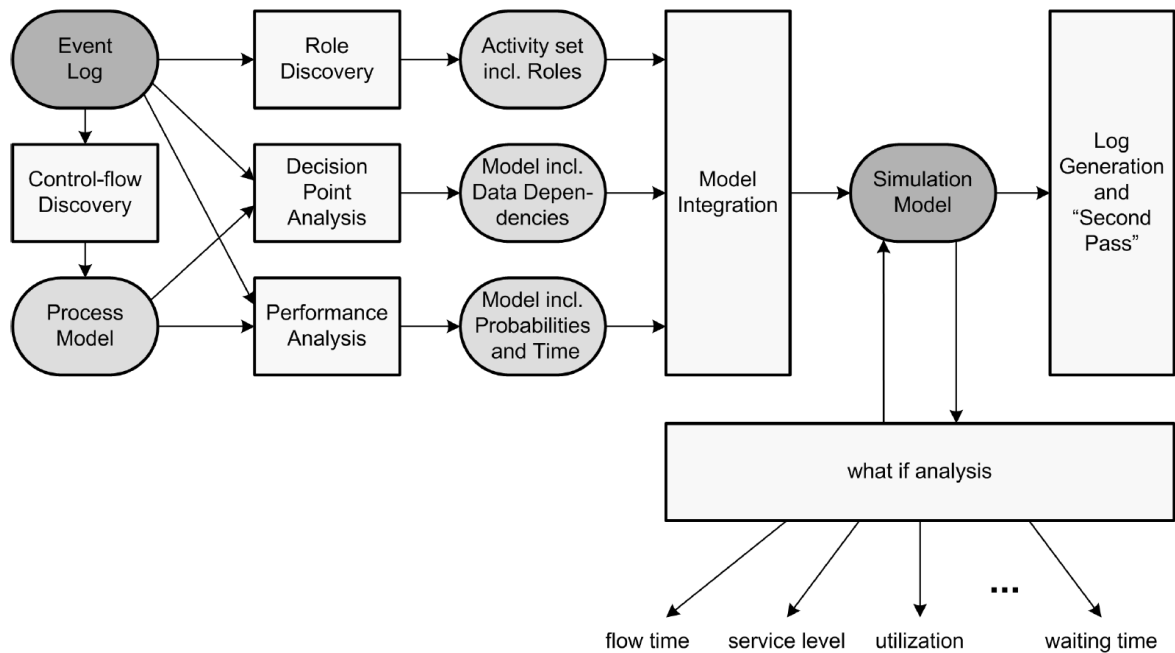 Event
Log
Role
Discovery
Activity set
incl. Roles
Control-flow
Discovery
Decision
Point
Analysis
Model incl.
Data Depen-
dencies
Model
Integration
Simulation
Model
Log
Generation
and
“Second
Pass”
Process
Model
Performance
Analysis
Model incl.
Probabilities
and Time
what if analysis
...
flow time
service level
utilization
waiting time